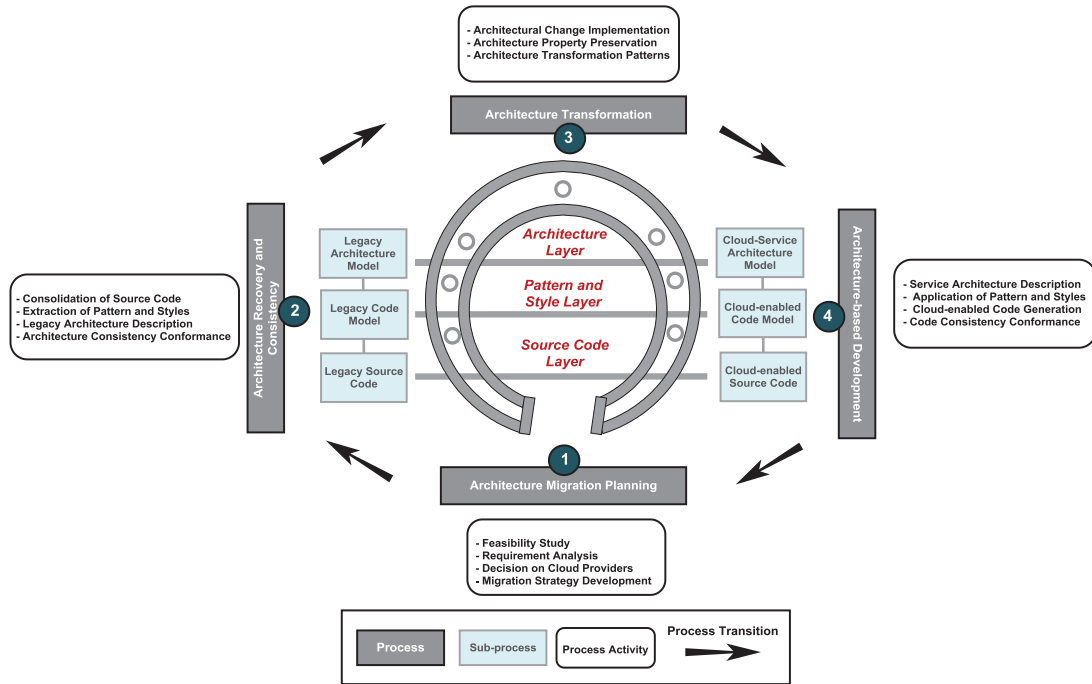 - Architectural Change Implementation
- Architecture Property Preservation
- Architecture Transformation Patterns
Architecture Transformation
3
Architecture Recovery and
Consistency
2
- Consolidation of Source Code
- Extraction of Pattern and Styles
- Legacy Architecture Description
- Architecture Consistency Conformance
Legacy
Architecture
Model
Legacy Code
Model
Legacy Source
Code
Architecture
Layer
Pattern and
Style Layer
Source Code
Layer
Cloud-Service
Architecture
Model
Cloud-enabled
Code Model
Cloud-enabled
Source Code
4
Architecture-based Development
- Service Architecture Description
- Application of Pattern and Styles
- Cloud-enabled Code Generation
- Code Consistency Conformance
1
Architecture Migration Planning
- Feasibility Study
- Requirement Analysis
- Decision on Cloud Providers
- Migration Strategy Development
Process
Sub-process
Process Activity
Process Transition